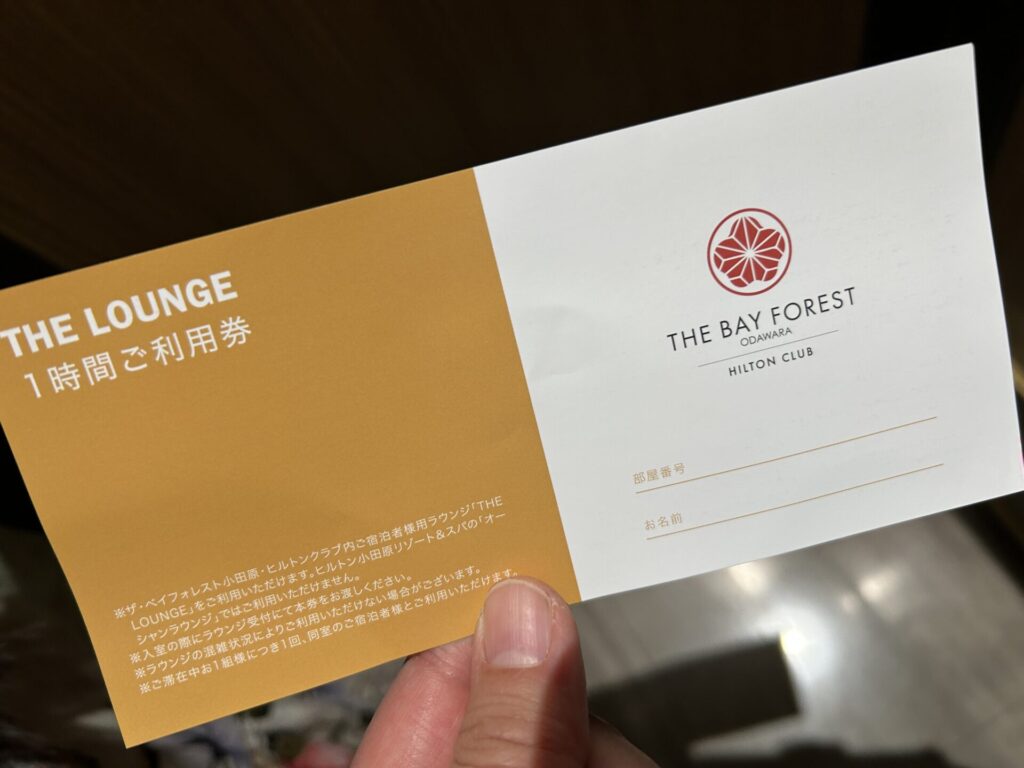 THE LOUNGE
1時間ご利用券
※ザ・ベイフォレスト小田原・ヒルトンクラブ内ご宿泊者様用ラウンジ「THE
LOUNGE」をご利用いただけます。ヒルトン小田原リゾート&スパの「オー
シャンラウンジ」ではご利用いただけません。
※入室の際にラウンジ受付にて本券をお渡しください。
※ラウンジの混雑状況によりご利用いただけない場合がございます。
※ご滞在中お1組様につき1回、同室のご宿泊者様とご利用いただけます。
THE BAY FOREST
ODAWARA
HILTON CLUB
部屋番号
お名前